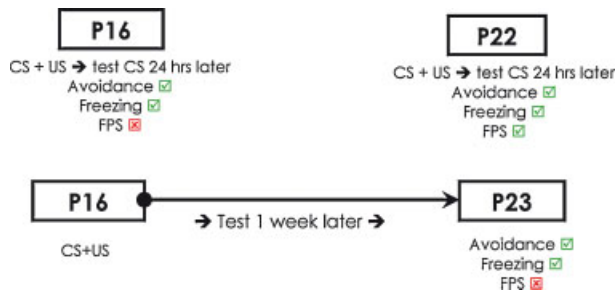 P16
CS + US ➔ test CS 24 hrs later
Avoidance ☑
Freezing ☑
FPS ☒
P22
CS + US ➔ test CS 24 hrs later
Avoidance ☑
Freezing ☑
FPS ☑
P16
CS+US
➔ Test 1 week later ➔
P23
Avoidance ☑
Freezing ☑
FPS ☒